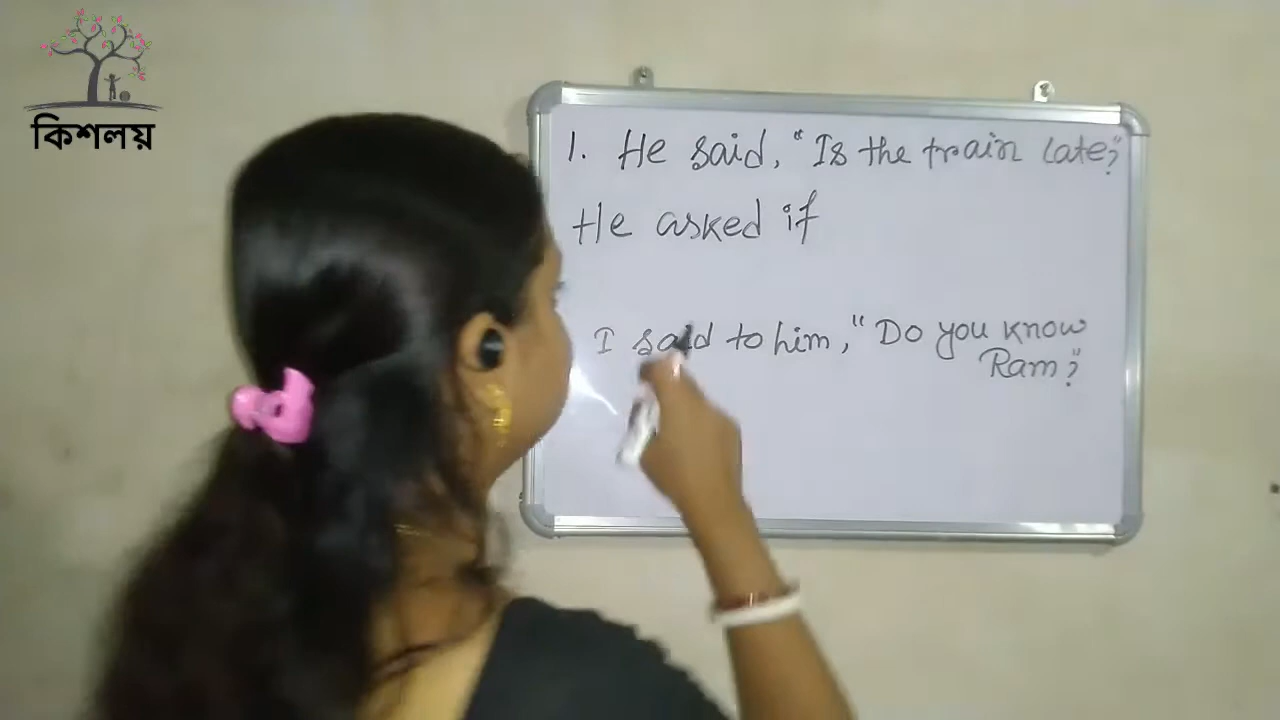 কিশলয়
1. He said, "Is the train late?"
He asked if
I said to him, "Do you know
Ram?"